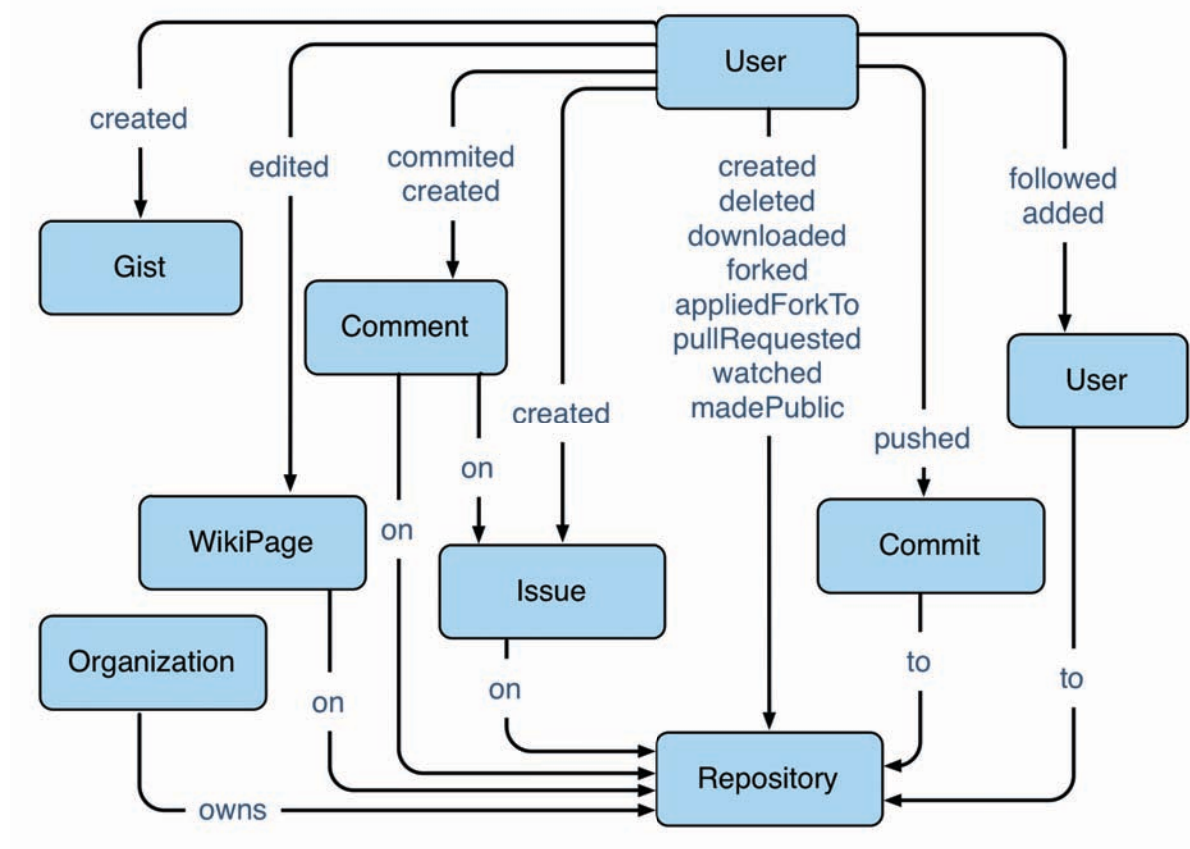 User
created
edited
commited
created
created
deleted
downloaded
forked
appliedForkTo
pullRequested
watched
madePublic
followed
added
Gist
Comment
User
created
pushed
on
on
WikiPage
Issue
Commit
Organization
on
on
to
to
Repository
owns